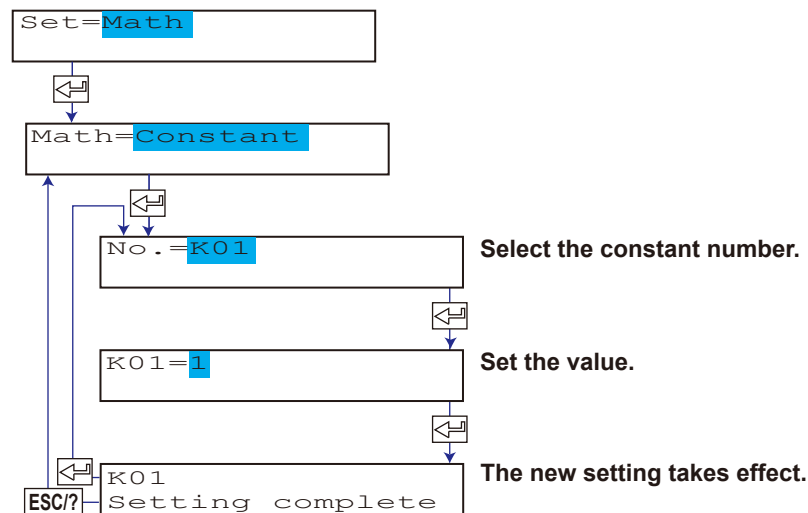 Set=Math
Math=Constant
No.=K01
Select the constant number.
K01=1
Set the value.
K01
Setting complete
The new setting takes effect.
ESC/?